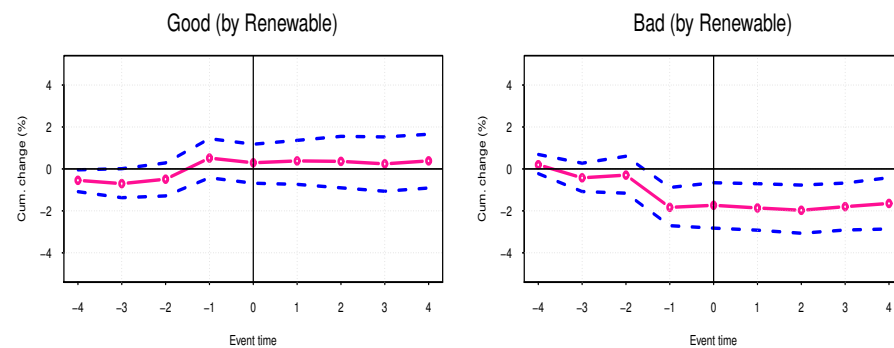 Good (by Renewable)
Cum. change (%)
4
2
0
−2
−4
−4 −3 −2 −1 0 1 2 3 4
Event time
Bad (by Renewable)
Cum. change (%)
4
2
0
−2
−4
−4 −3 −2 −1 0 1 2 3 4
Event time